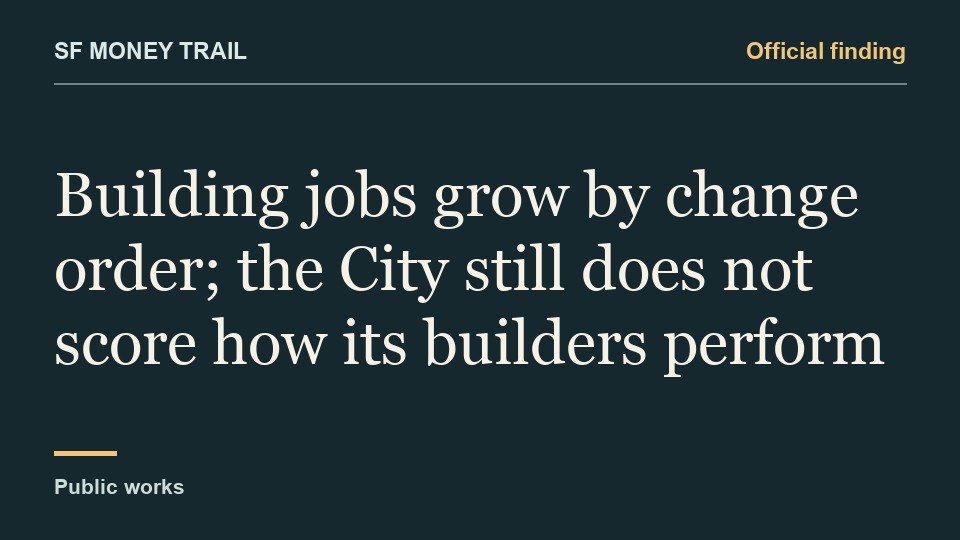 SF MONEY TRAIL
Official finding
Building jobs grow by change
order; the City still does not
score how its builders perform
Public works